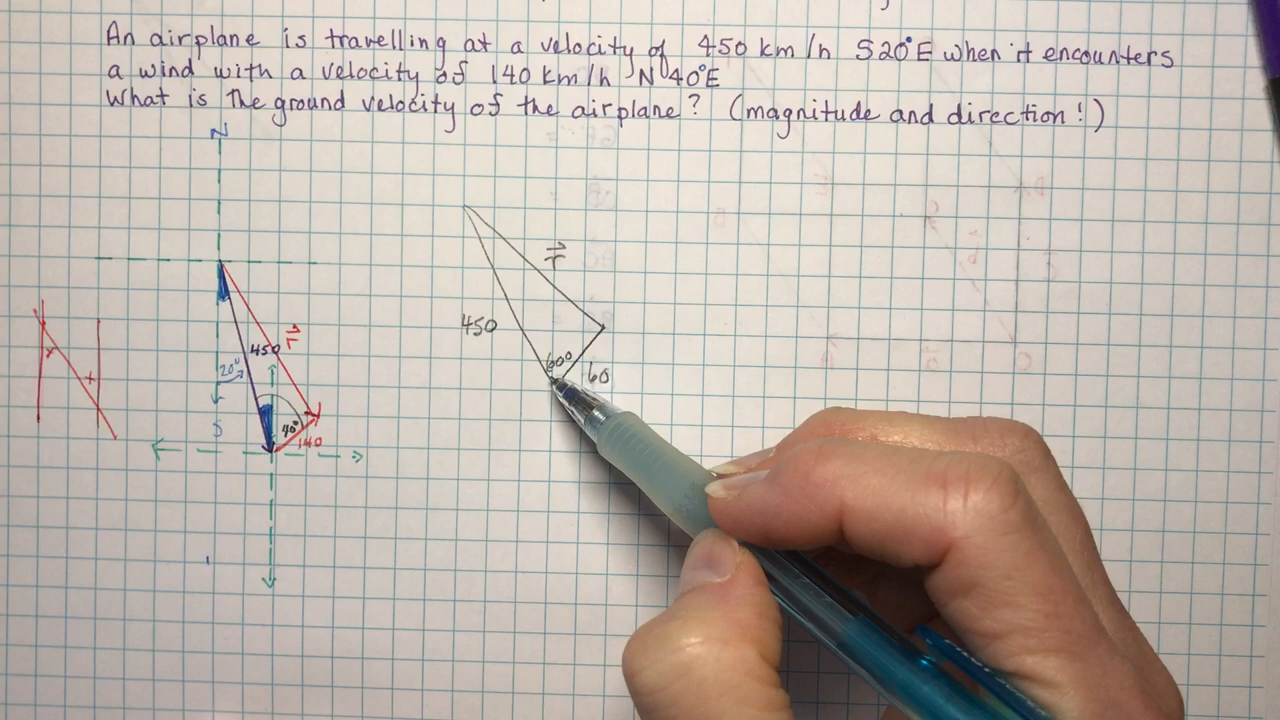 An airplane is travelling at a velocity of 450 km/h S20°E when it encounters
a wind with a velocity of 140 km/h N40°E
What is the ground velocity of the airplane? (magnitude and direction!)
N
r
r
450
450
20°
60°
60
S
40°
140